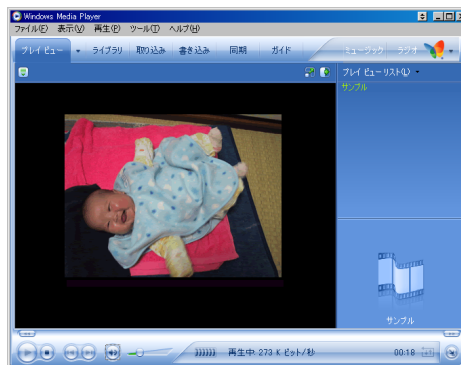 Windows Media Player
ファイル(F) 表示(V) 再生(P) ツール(T) ヘルプ(H)
プレイ ビュー ライブラリ 取り込み 書き込み 同期 ガイド ミュージック ラジオ
プレイ ビュー リスト(L)
サンプル
サンプル
再生中: 273 K ビット/秒 00:18